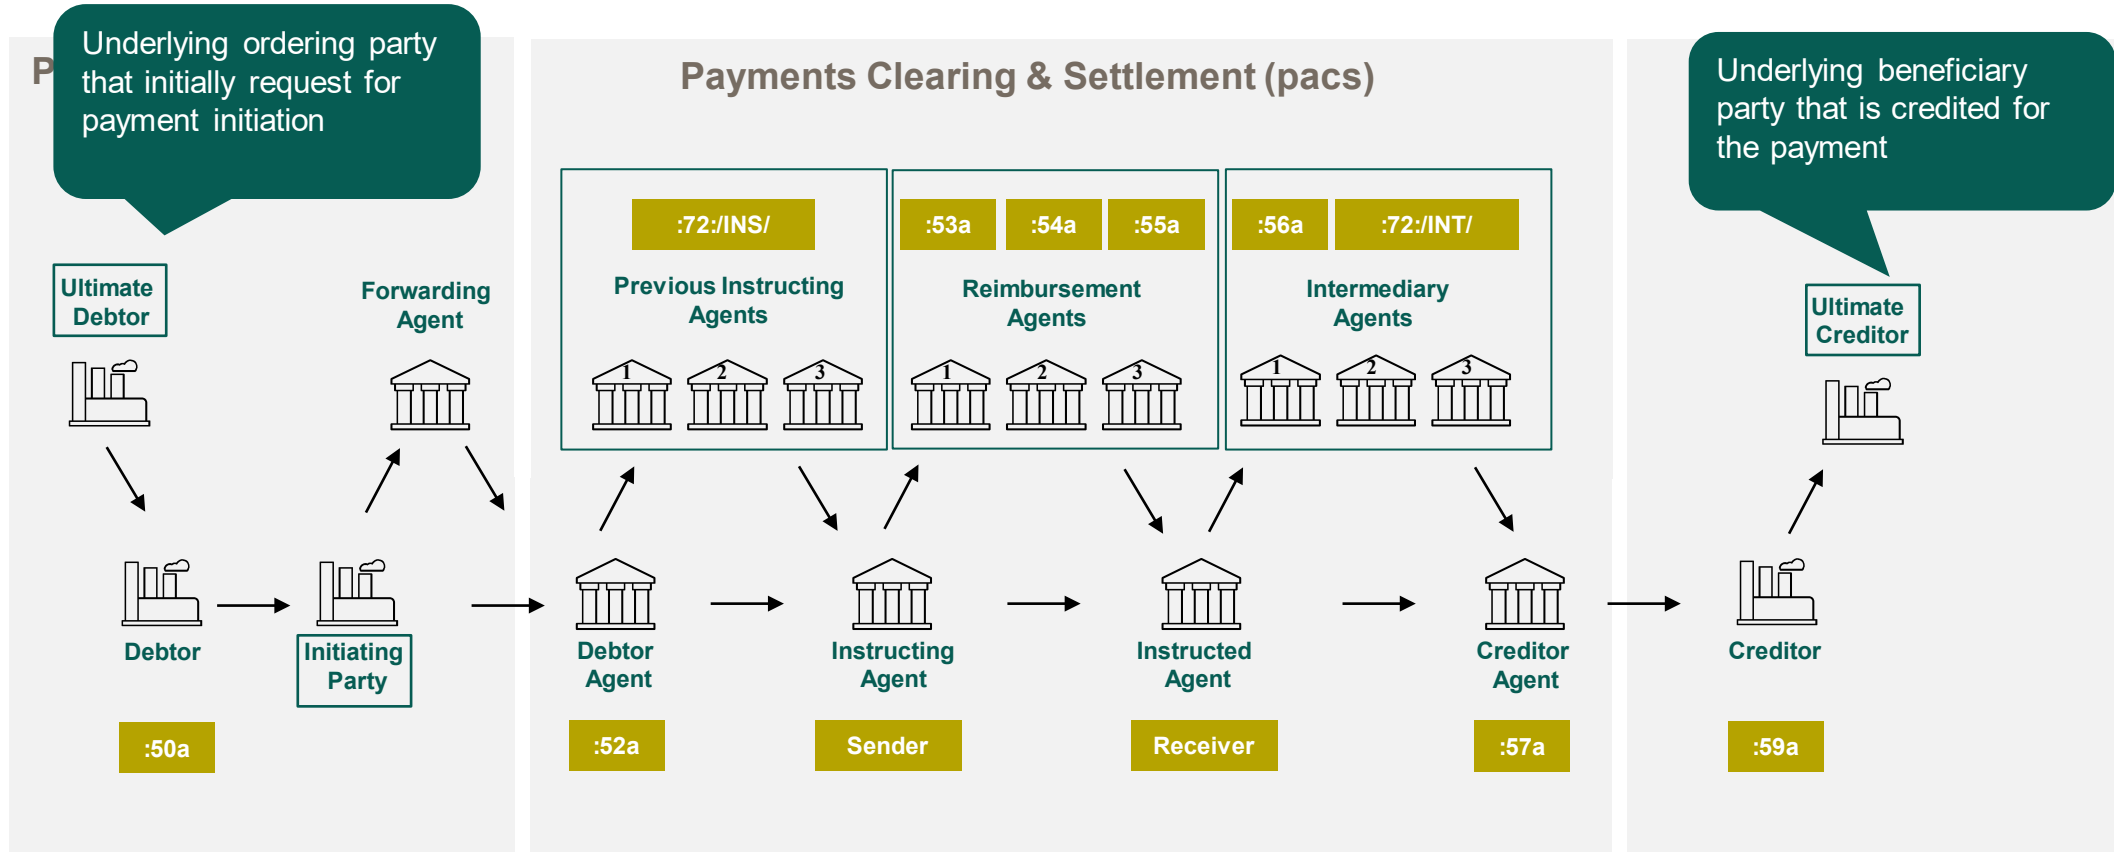 Underlying ordering party
that initially request for
payment initiation
P
Payments Clearing & Settlement (pacs)
Underlying beneficiary
party that is credited for
the payment
:72:/INS/
:53a
:54a
:55a
:56a
:72:/INT/
Ultimate
Debtor
Forwarding
Agent
Previous Instructing
Agents
Reimbursement
Agents
Intermediary
Agents
Ultimate
Creditor
1
2
3
1
2
3
1
2
3
Debtor
Initiating
Party
Debtor
Agent
Instructing
Agent
Instructed
Agent
Creditor
Agent
Creditor
:50a
:52a
Sender
Receiver
:57a
:59a